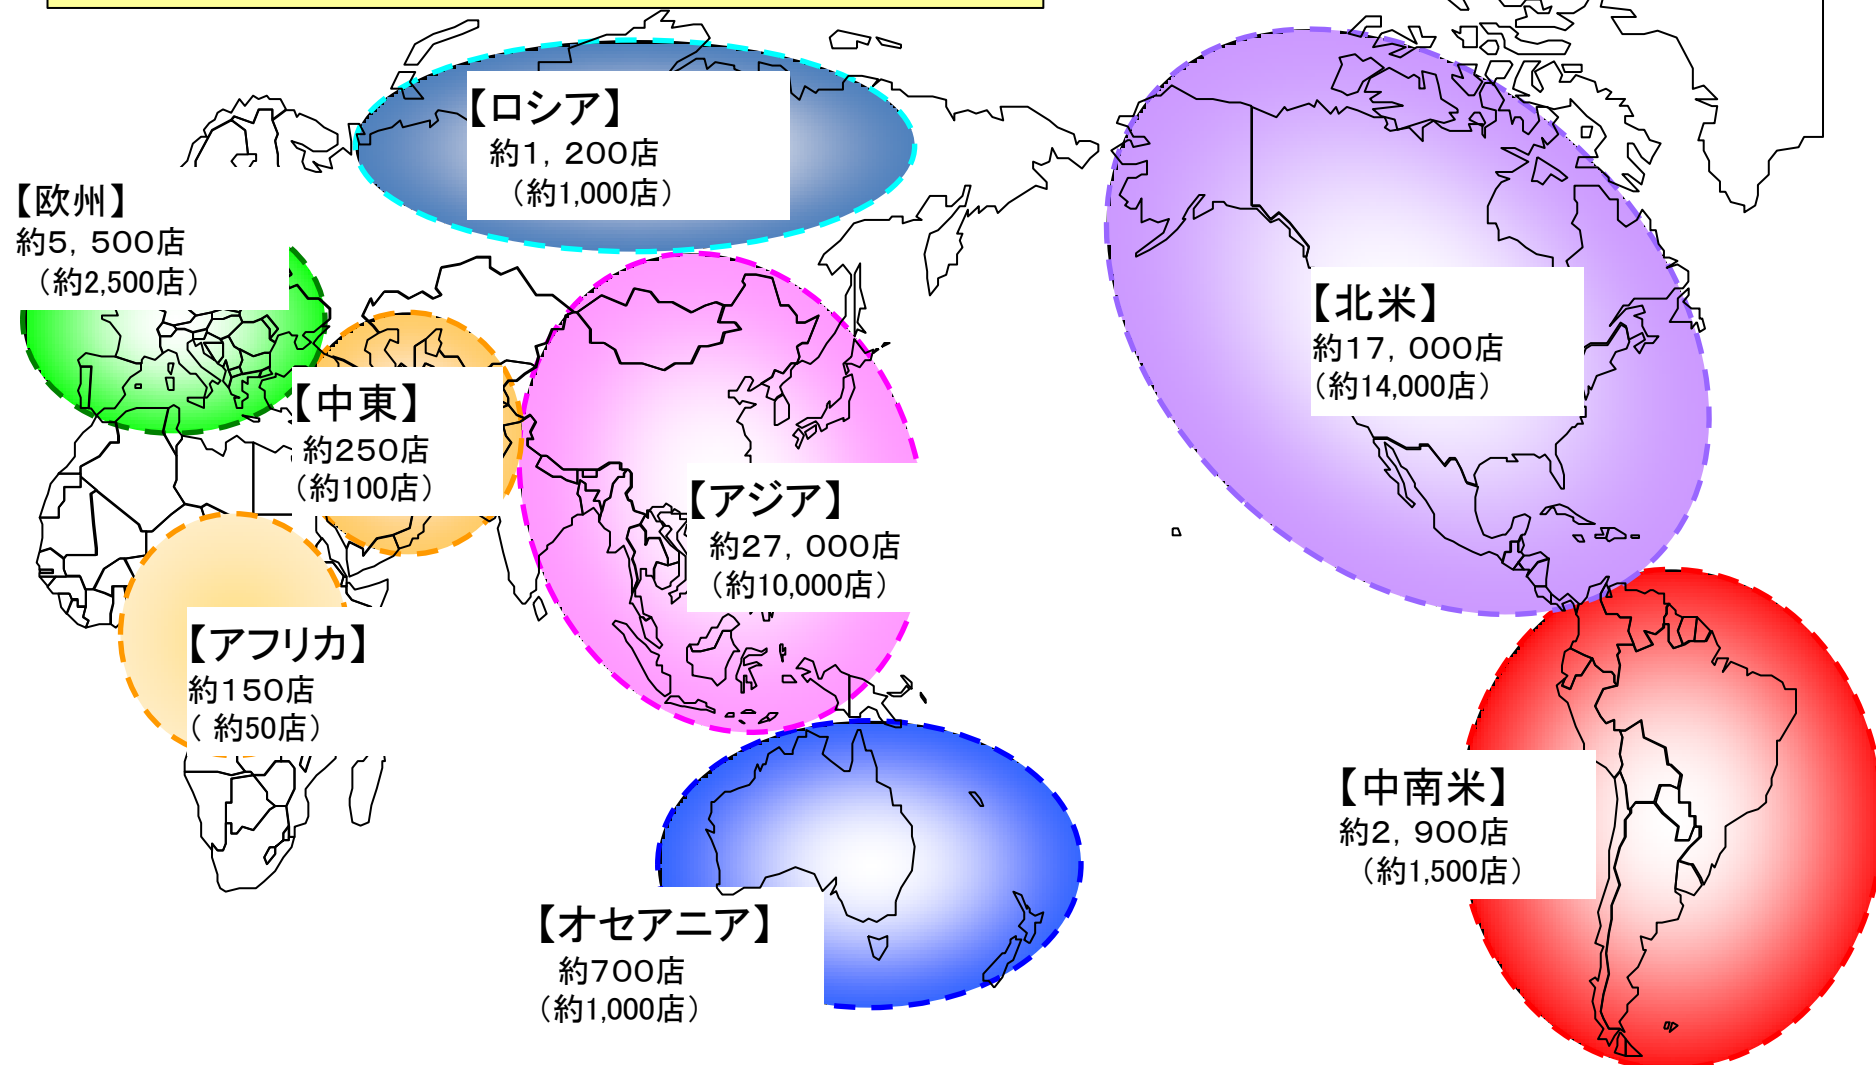 【ロシア】
約1，200店
（約1,000店）
【欧州】
約5，500店
（約2,500店）
【北米】
約17，000店
（約14,000店）
【中東】
約250店
（約100店）
【アジア】
約27，000店
（約10,000店）
【アフリカ】
約150店
（ 約50店）
【中南米】
約2，900店
（約1,500店）
【オセアニア】
約700店
（約1,000店）